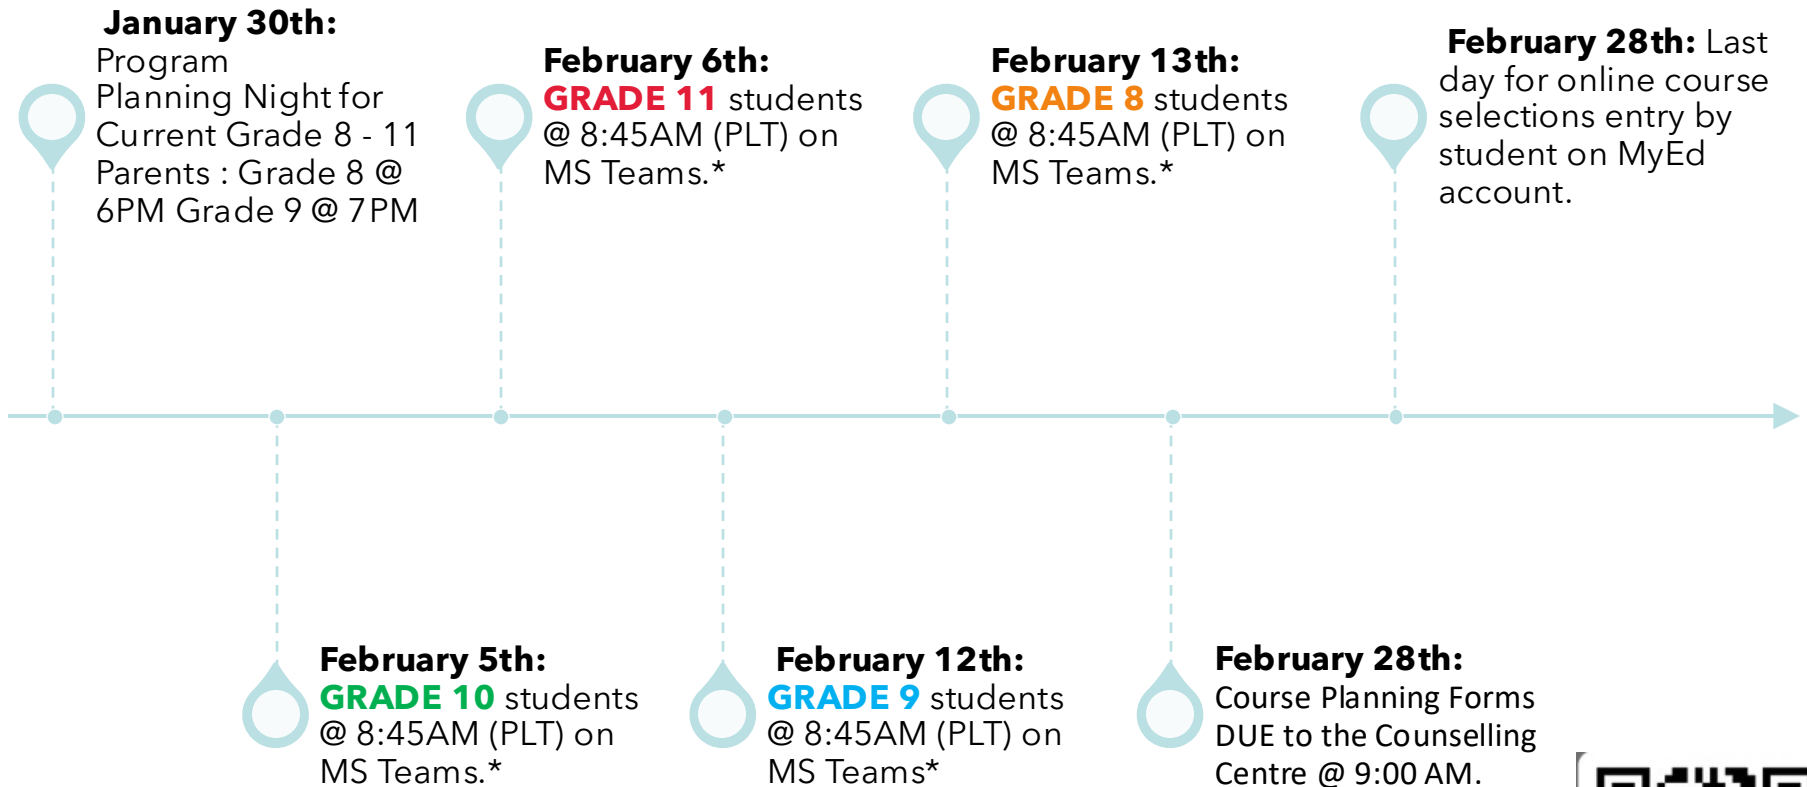 January 30th:
Program
Planning Night for
Current Grade 8 - 11
Parents : Grade 8 @
6PM Grade 9 @ 7PM
February 6th:
GRADE 11 students
@ 8:45AM (PLT) on
MS Teams.*
February 13th:
GRADE 8 students
@ 8:45AM (PLT) on
MS Teams.*
February 28th: Last
day for online course
selections entry by
student on MyEd
account.
February 5th:
GRADE 10 students
@ 8:45AM (PLT) on
MS Teams.*
February 12th:
GRADE 9 students
@ 8:45AM (PLT) on
MS Teams*
February 28th:
Course Planning Forms
DUE to the Counselling
Centre @ 9:00 AM.